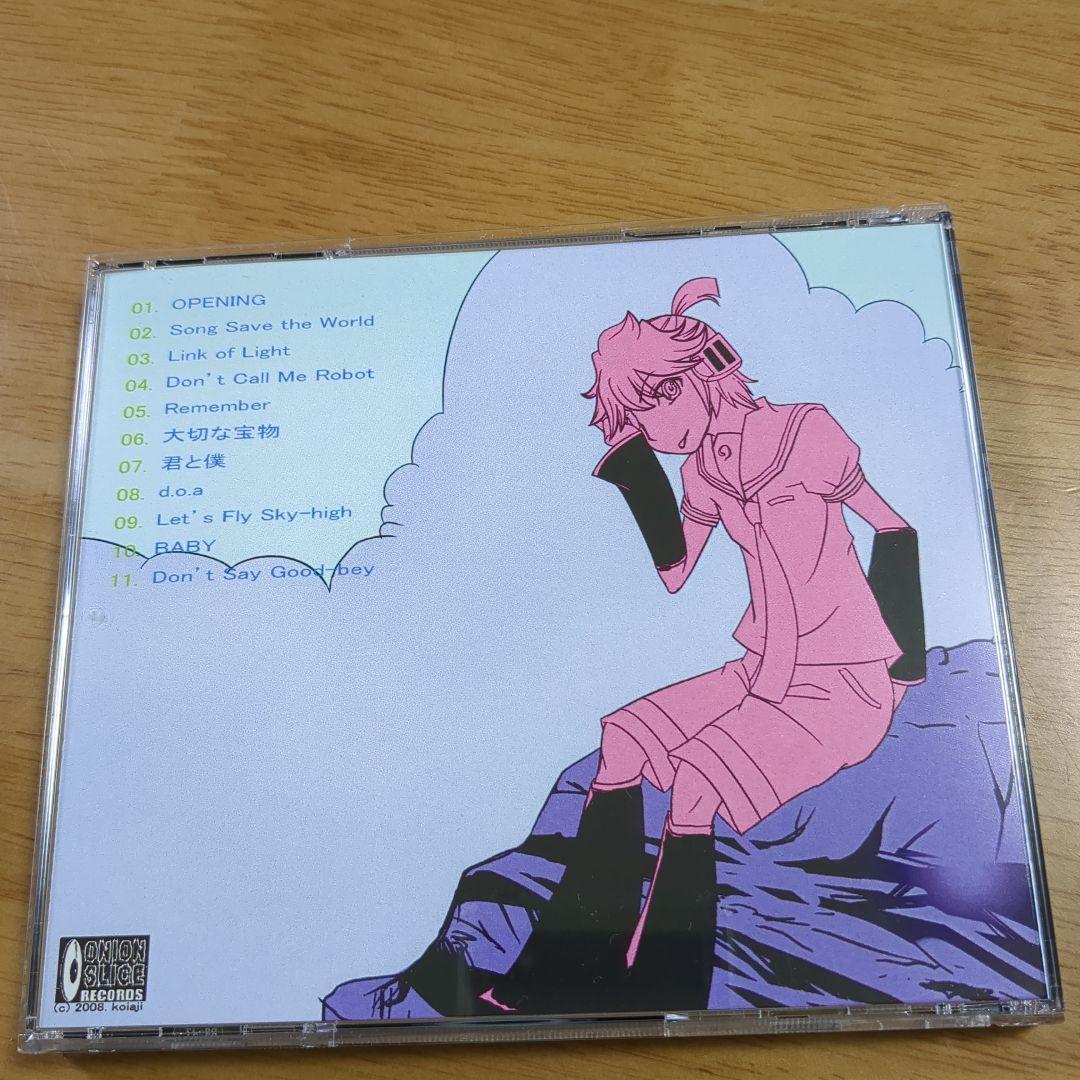 01. OPENING
02. Song Save the World
03. Link of Light
04. Don't Call Me Robot
05. Remember
06. 大切な宝物
07. 君と僕
08. d.o.a
09. Let's Fly Sky-high
10. BABY
11. Don't Say Good-bey
ONION
SLICE
RECORDS
(c) 2008. koiaji